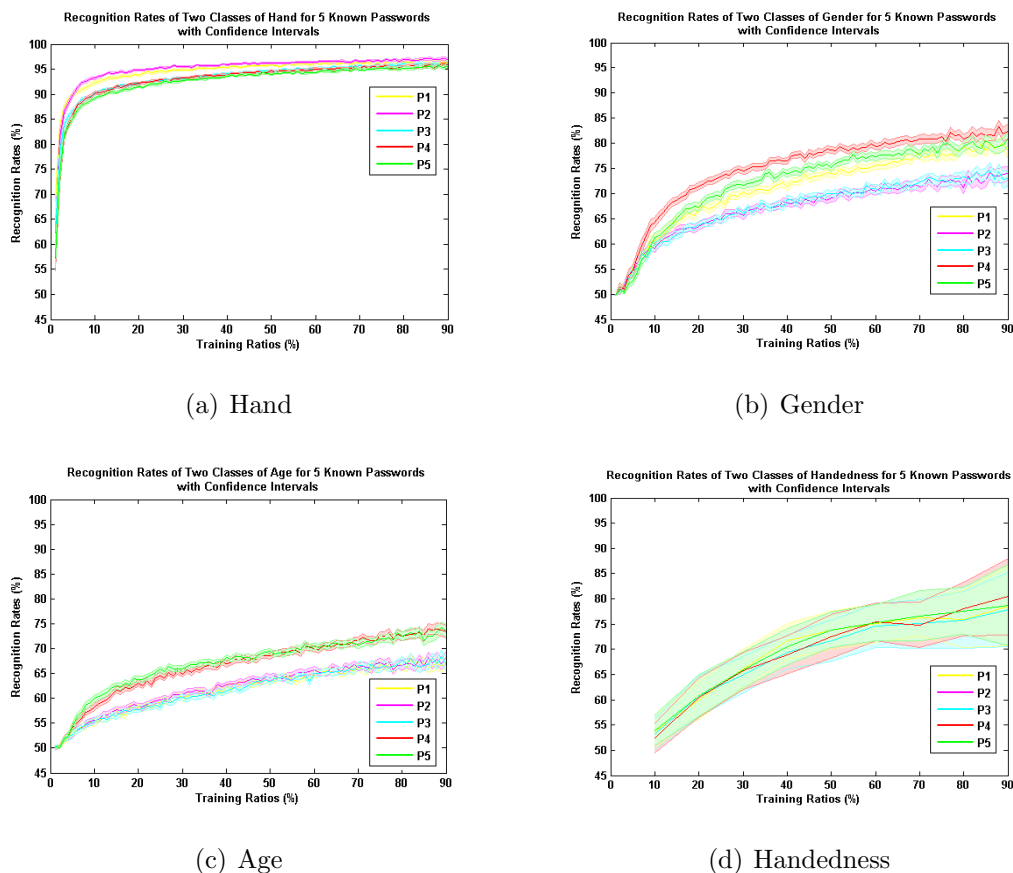 Recognition Rates of Two Classes of Hand for 5 Known Passwords
with Confidence Intervals
100
95
90
85
80
75
70
65
60
55
50
45
Recognition Rates (%)
P1
P2
P3
P4
P5
0 10 20 30 40 50 60 70 80 90
Training Ratios (%)
(a) Hand
Recognition Rates of Two Classes of Gender for 5 Known Passwords
with Confidence Intervals
100
95
90
85
80
75
70
65
60
55
50
45
Recognition Rates (%)
P1
P2
P3
P4
P5
0 10 20 30 40 50 60 70 80 90
Training Ratios (%)
(b) Gender
Recognition Rates of Two Classes of Age for 5 Known Passwords
with Confidence Intervals
100
95
90
85
80
75
70
65
60
55
50
45
Recognition Rates (%)
P1
P2
P3
P4
P5
0 10 20 30 40 50 60 70 80 90
Training Ratios (%)
(c) Age
Recognition Rates of Two Classes of Handedness for 5 Known Passwords
with Confidence Intervals
100
95
90
85
80
75
70
65
60
55
50
45
Recognition Rates (%)
P1
P2
P3
P4
P5
0 10 20 30 40 50 60 70 80 90
Training Ratios (%)
(d) Handedness